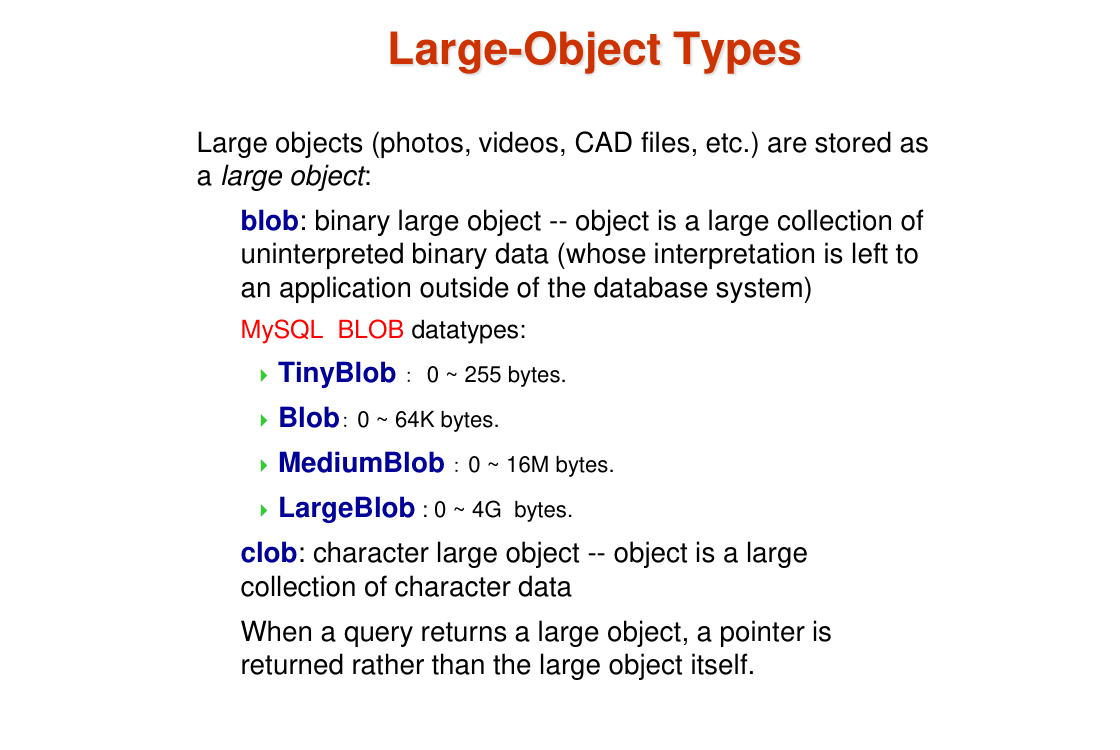 Large-Object Types
Large objects (photos, videos, CAD files, etc.) are stored as
a large object:
blob: binary large object -- object is a large collection of
uninterpreted binary data (whose interpretation is left to
an application outside of the database system)
MySQL BLOB datatypes:
TinyBlob : 0 ~ 255 bytes.
Blob: 0 ~ 64K bytes.
MediumBlob : 0 ~ 16M bytes.
LargeBlob : 0 ~ 4G bytes.
clob: character large object -- object is a large
collection of character data
When a query returns a large object, a pointer is
returned rather than the large object itself.